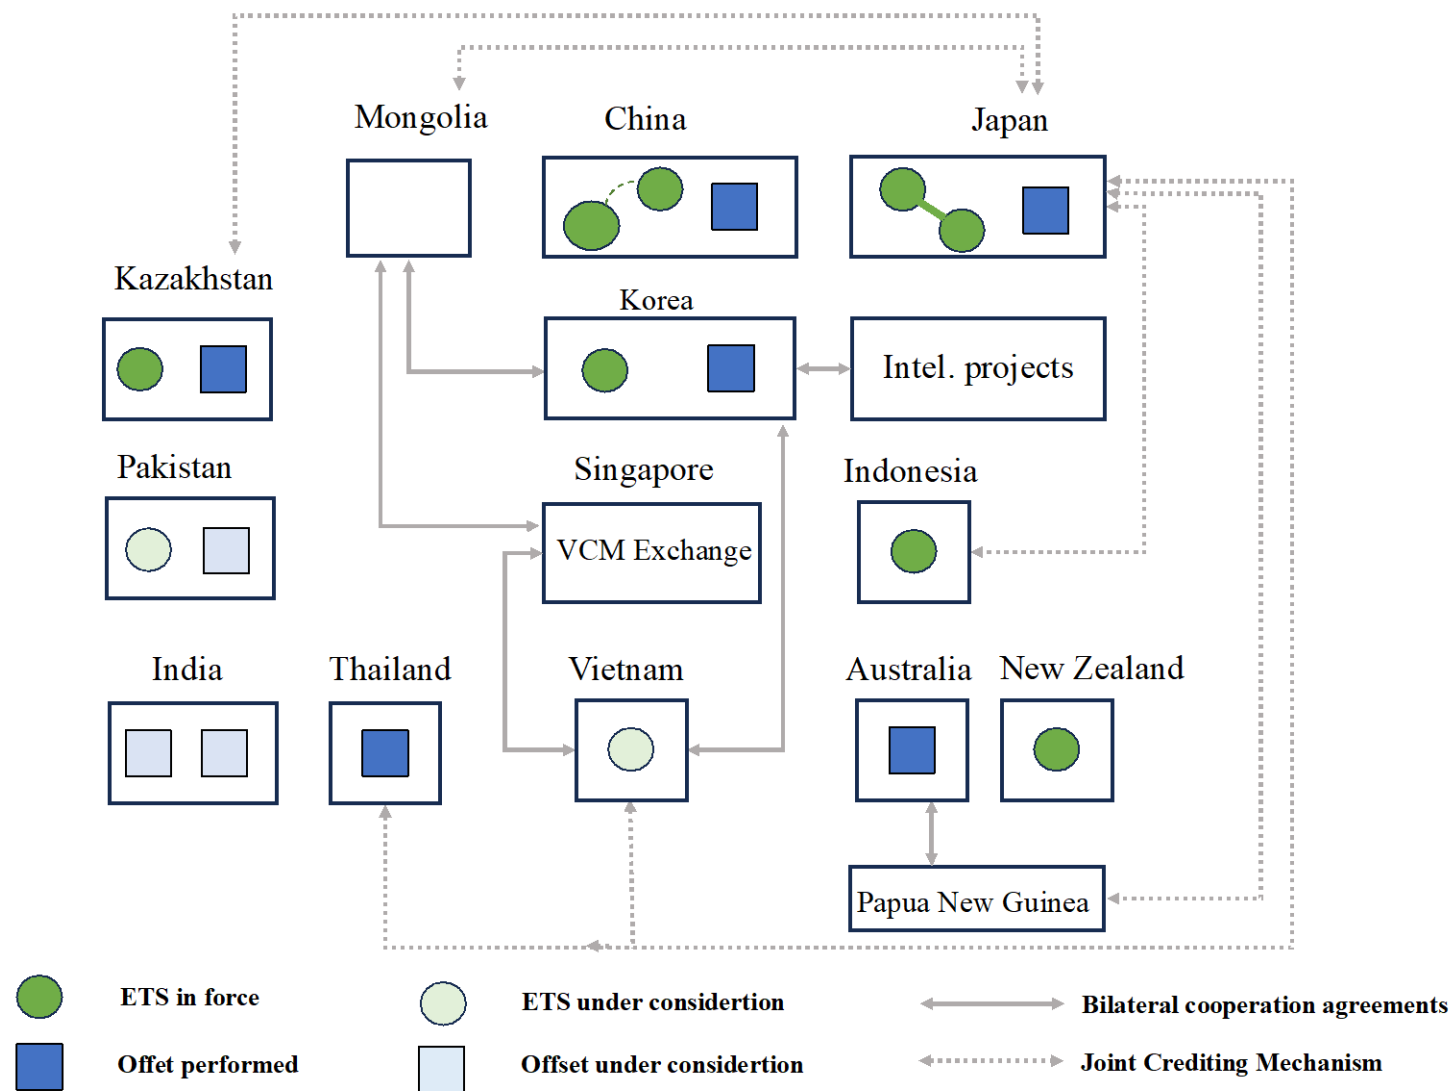 Mongolia
China
Japan
Kazakhstan
Korea
Intel. projects
Pakistan
Singapore
Indonesia
VCM Exchange
India
Thailand
Vietnam
Australia
New Zealand
Papua New Guinea
ETS in force
ETS under considertion
Bilateral cooperation agreements
Offet performed
Offset under considertion
Joint Crediting Mechanism